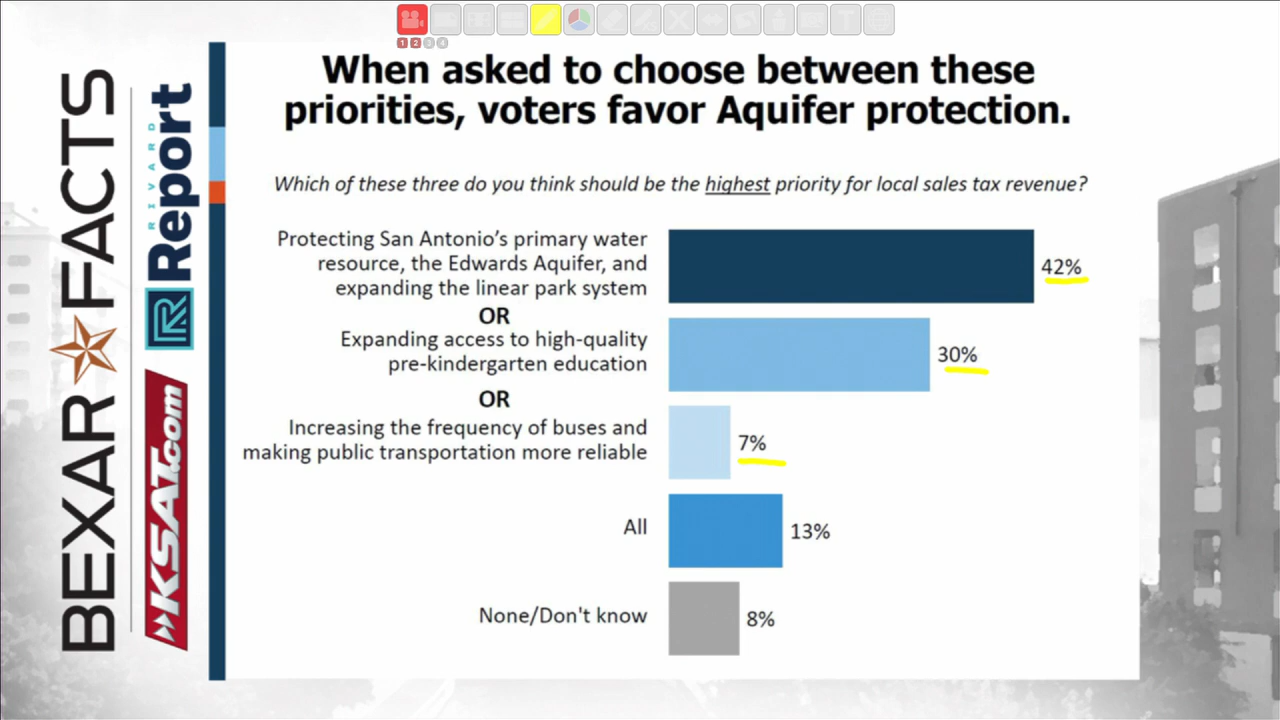 1 2 3 4
BEXAR FACTS
RIVARD
Report
KSAT.com
When asked to choose between these
priorities, voters favor Aquifer protection.
Which of these three do you think should be the highest priority for local sales tax revenue?
Protecting San Antonio’s primary water
resource, the Edwards Aquifer, and
expanding the linear park system
42%
OR
Expanding access to high-quality
pre-kindergarten education
30%
OR
Increasing the frequency of buses and
making public transportation more reliable
7%
All
13%
None/Don't know
8%